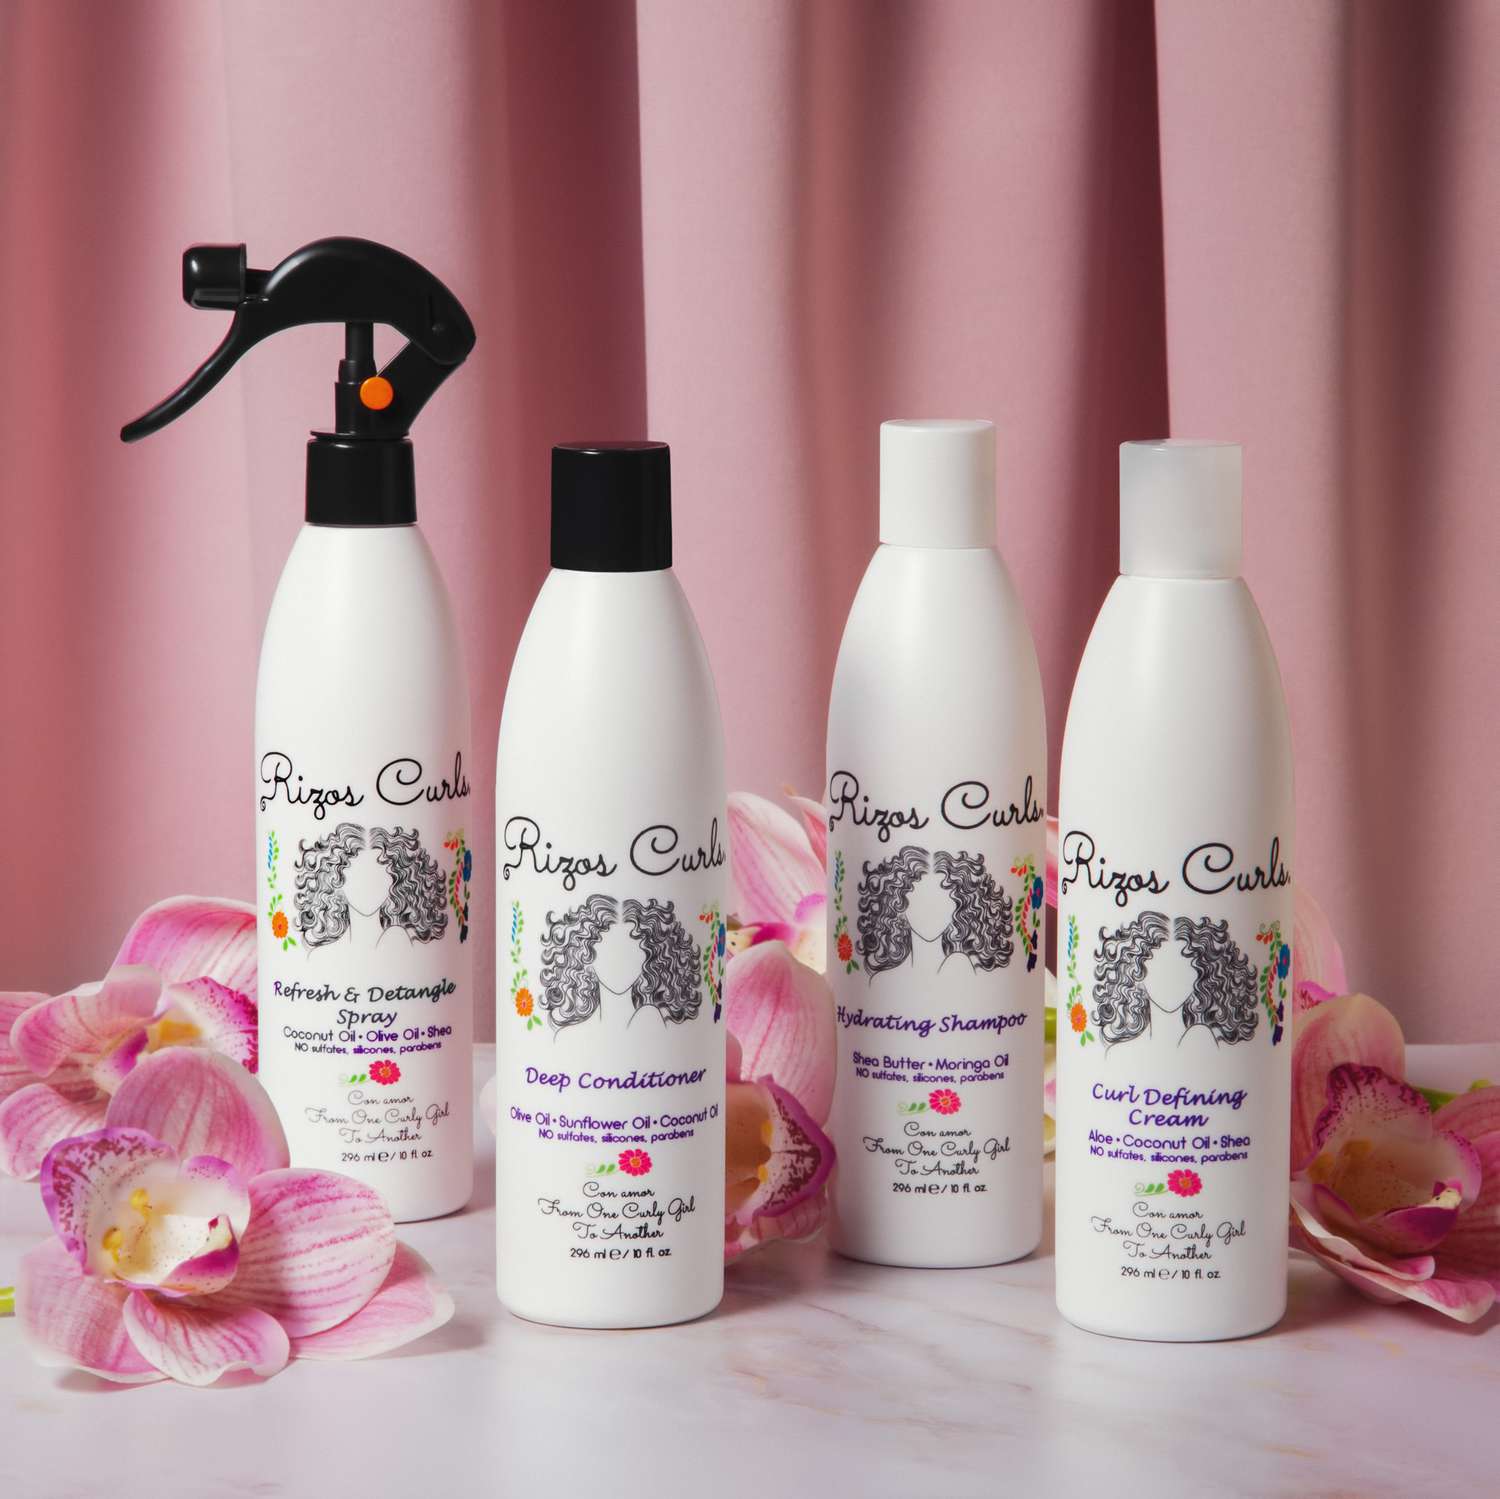 Rizos Curls
Refresh & Detangle
Spray
Coconut Oil • Olive Oil • Shea
NO sulfates, silicones, parabens
Con amor
From One Curly Girl
To Another
296 ml ℮ / 10 fl. oz.
Rizos Curls
Deep Conditioner
Olive Oil • Sunflower Oil • Coconut Oil
NO sulfates, silicones, parabens
Con amor
From One Curly Girl
To Another
296 ml ℮ / 10 fl. oz.
Rizos Curls
Hydrating Shampoo
Shea Butter • Moringa Oil
NO sulfates, silicones, parabens
Con amor
From One Curly Girl
To Another
296 ml ℮ / 10 fl. oz.
Rizos Curls
Curl Defining
Cream
Aloe • Coconut Oil • Shea
NO sulfates, silicones, parabens
Con amor
From One Curly Girl
To Another
296 ml ℮ / 10 fl. oz.